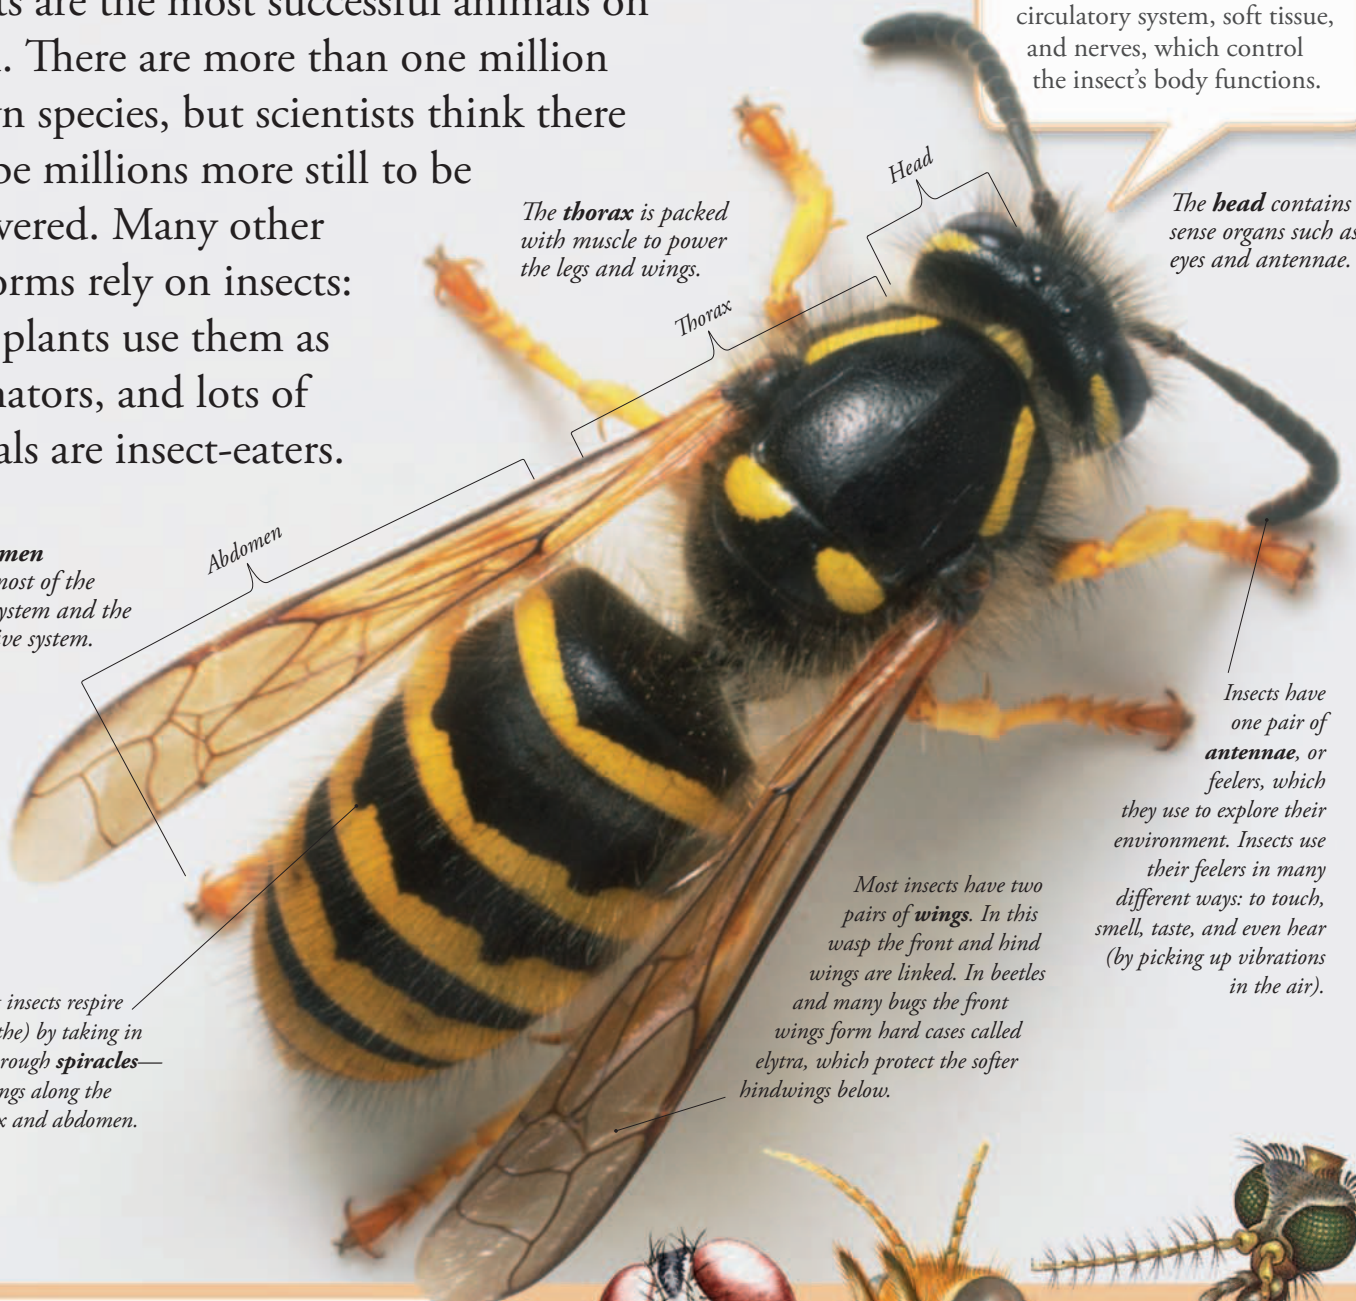 ts are the most successful animals on
. There are more than one million
n species, but scientists think there
be millions more still to be
vered. Many other
orms rely on insects:
plants use them as
nators, and lots of
als are insect-eaters.
circulatory system, soft tissue,
and nerves, which control
the insect's body functions.
Head
The thorax is packed
with muscle to power
the legs and wings.
The head contains
sense organs such as
eyes and antennae.
Thorax
Abdomen
men
most of the
ystem and the
ive system.
Insects have
one pair of
antennae, or
feelers, which
they use to explore their
environment. Insects use
their feelers in many
different ways: to touch,
smell, taste, and even hear
(by picking up vibrations
in the air).
Most insects have two
pairs of wings. In this
wasp the front and hind
wings are linked. In beetles
and many bugs the front
wings form hard cases called
elytra, which protect the softer
hindwings below.
insects respire
the) by taking in
rough spiracles—
ngs along the
x and abdomen.